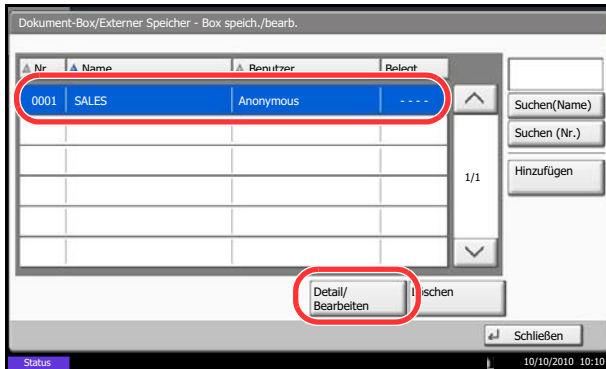 Dokument-Box/Externer Speicher - Box speich./bearb.
Nr. Name Benutzer Belegt
0001 SALES Anonymous - - - -
Suchen(Name)
Suchen (Nr.)
Hinzufügen
1/1
Detail/
Bearbeiten
Löschen
Schließen
Status 10/10/2010 10:10